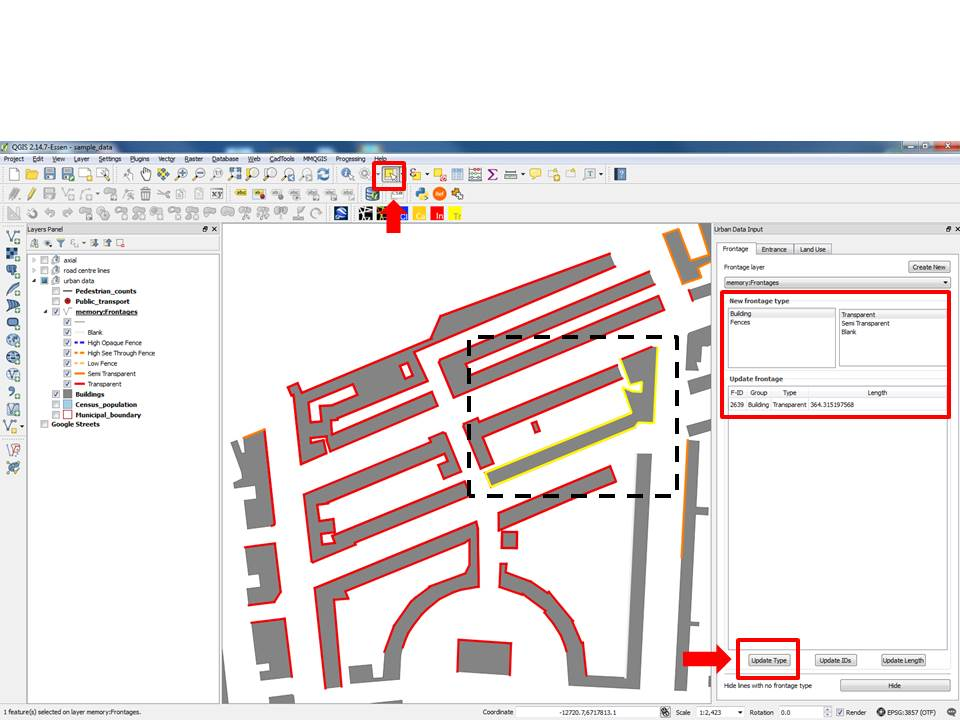 QGIS 2.14.7-Essen - sample_data
Project Edit View Layer Settings Plugins Vector Raster Database Web CadTools MMQGIS Processing Help
Layers Panel
axial
road centre lines
urban data
Pedestrian_counts
Public_transport
memory:Frontages
Blank
High Opaque Fence
High See Through Fence
Low Fence
Semi Transparent
Transparent
Buildings
Census_population
Municipal_boundary
Google Streets
Urban Data Input
Frontage Entrance Land Use
Frontage layer Create New
memory:Frontages
New frontage type
Building Transparent
Fences Semi Transparent
Blank
Update frontage
F-ID Group Type Length
2639 Building Transparent 364.315197568
Update Type Update IDs Update Length
Hide lines with no frontage type Hide
1 feature(s) selected on layer memory:Frontages.
Coordinate -12720.7,6717813.1 Scale 1:2,423 Rotation 0.0 Render EPSG:3857 (OTF)